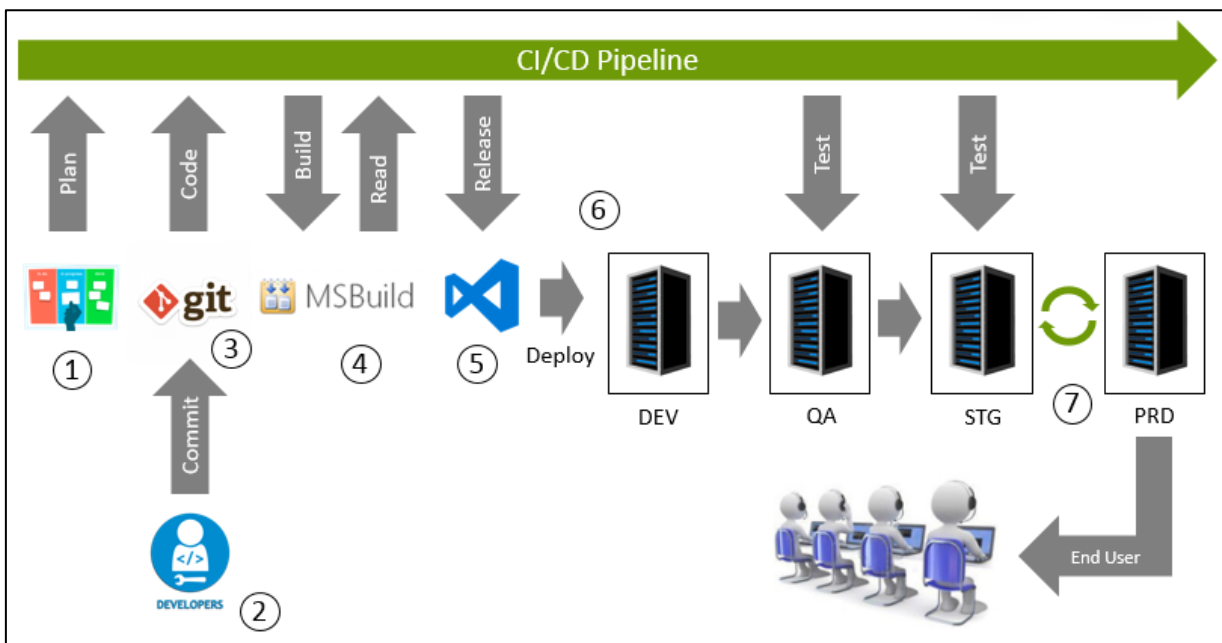 CI/CD Pipeline
Plan
Code
Build
Read
Release
Test
Test
6
git
MSBuild
1
3
4
5
Deploy
DEV
QA
STG
7
PRD
Commit
</>
DEVELOPERS
2
End User